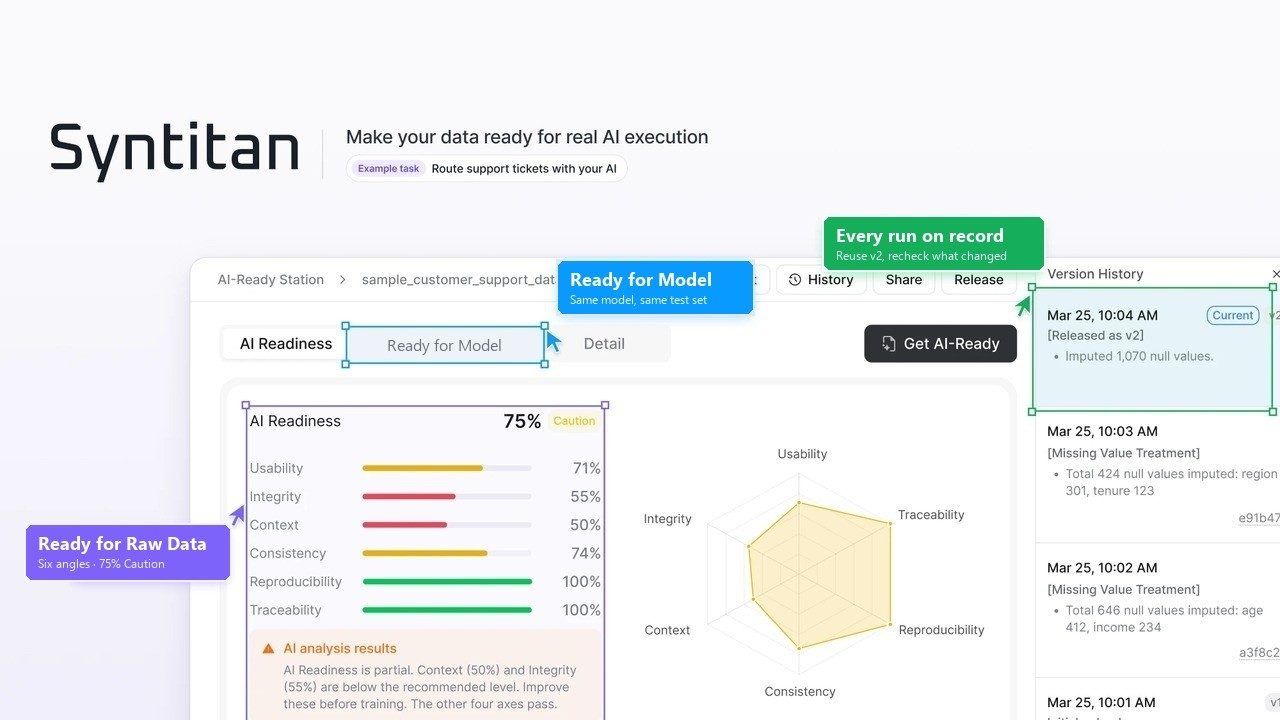 Syntitan
Make your data ready for real AI execution
Example task Route support tickets with your AI
Every run on record
Reuse v2, recheck what changed
AI-Ready Station > sample_customer_support_dat
Ready for Model
Same model, same test set
History
Share
Release
Version History
AI Readiness
Ready for Model
Detail
Get AI-Ready
Mar 25, 10:04 AM Current v2
[Released as v2]
• Imputed 1,070 null values.
AI Readiness 75% Caution
Usability 71%
Integrity 55%
Context 50%
Consistency 74%
Reproducibility 100%
Traceability 100%
AI analysis results
AI Readiness is partial. Context (50%) and Integrity
(55%) are below the recommended level. Improve
these before training. The other four axes pass.
Ready for Raw Data
Six angles · 75% Caution
Usability
Traceability
Reproducibility
Consistency
Context
Integrity
Mar 25, 10:03 AM
[Missing Value Treatment]
• Total 424 null values imputed: region
301, tenure 123
e91b47
Mar 25, 10:02 AM
[Missing Value Treatment]
• Total 646 null values imputed: age
412, income 234
a3f8c2
Mar 25, 10:01 AM v1